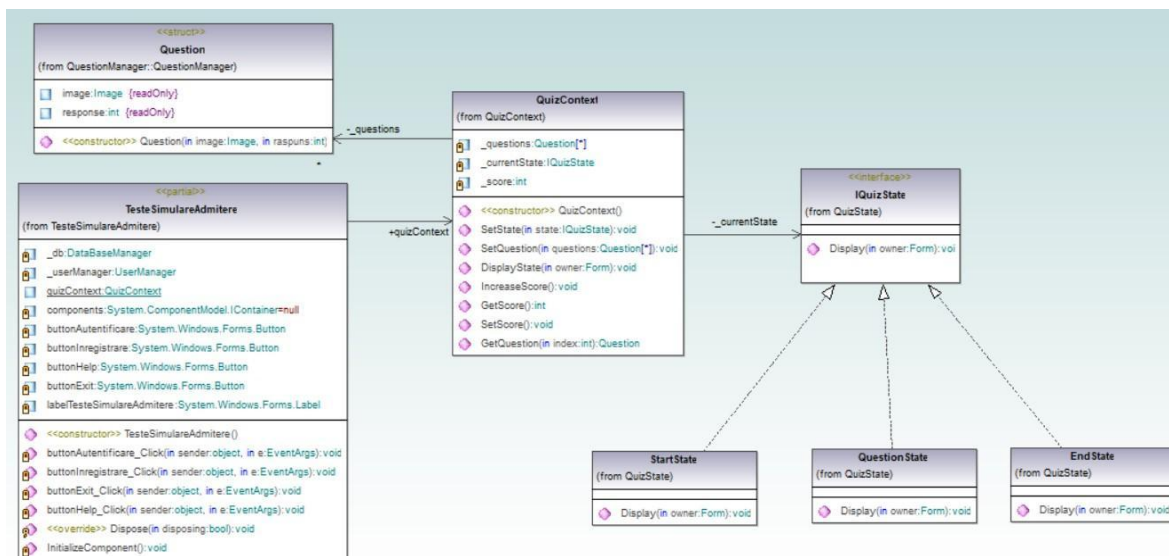 <<struct>>
Question
(from QuestionManager::QuestionManager)
image:Image {readOnly}
response:int {readOnly}
<<constructor>> Question(in image:Image, in raspuns:int)
-_questions
*
<<partial>>
TesteSimulareAdmitere
(from TesteSimulareAdmitere)
_db:DataBaseManager
_userManager:UserManager
quizContext:QuizContext
components:System.ComponentModel.IContainer=null
buttonAutentificare:System.Windows.Forms.Button
buttonInregistrare:System.Windows.Forms.Button
buttonHelp:System.Windows.Forms.Button
buttonExit:System.Windows.Forms.Button
labelTesteSimulareAdmitere:System.Windows.Forms.Label
<<constructor>> TesteSimulareAdmitere()
buttonAutentificare_Click(in sender:object, in e:EventArgs):void
buttonInregistrare_Click(in sender:object, in e:EventArgs):void
buttonExit_Click(in sender:object, in e:EventArgs):void
buttonHelp_Click(in sender:object, in e:EventArgs):void
<<override>> Dispose(in disposing:bool):void
InitializeComponent():void
+quizContext
QuizContext
(from QuizContext)
_questions:Question[*]
_currentState:IQuizState
_score:int
<<constructor>> QuizContext()
SetState(in state:IQuizState):void
SetQuestion(in questions:Question[*]):void
DisplayState(in owner:Form):void
IncreaseScore():void
GetScore():int
SetScore():void
GetQuestion(in index:int):Question
-_currentState
<<interface>>
IQuizState
(from QuizState)
Display(in owner:Form):voi
StartState
(from QuizState)
Display(in owner:Form):void
QuestionState
(from QuizState)
Display(in owner:Form):void
EndState
(from QuizState)
Display(in owner:Form):void